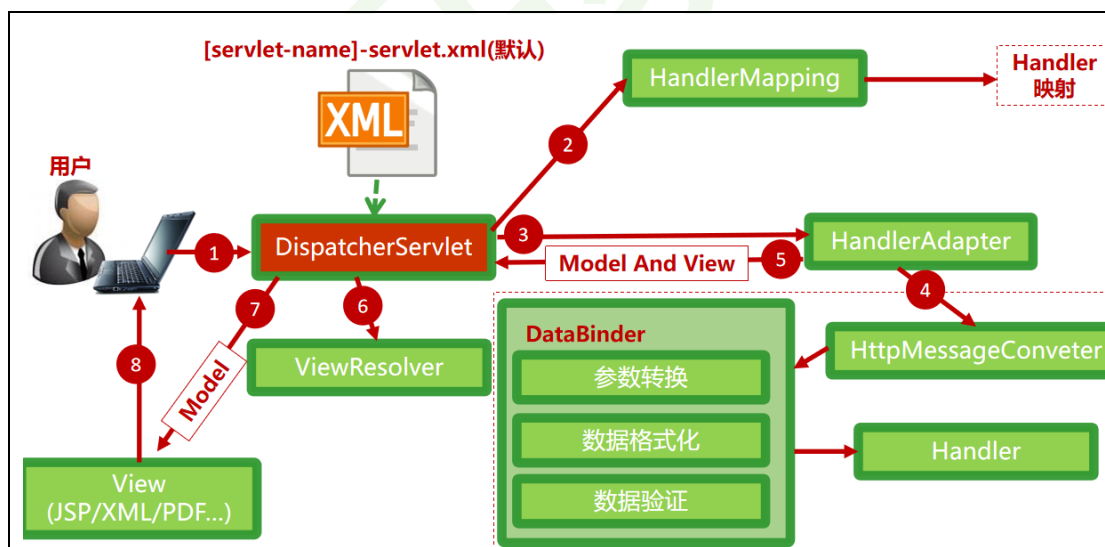 [servlet-name]-servlet.xml(默认)
XML
HandlerMapping
Handler
映射
2
用户
1
DispatcherServlet
3
HandlerAdapter
Model And View
5
4
7
6
DataBinder
HttpMessageConveter
ViewResolver
参数转换
8
Model
数据格式化
Handler
View
(JSP/XML/PDF...)
数据验证